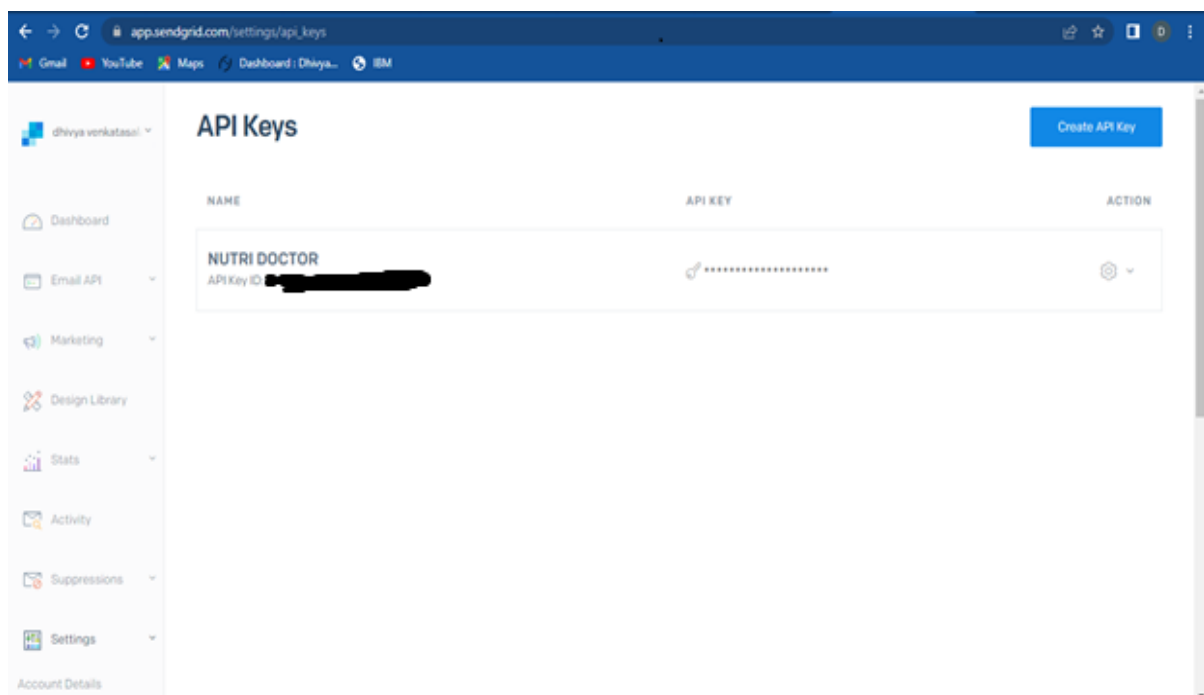 app.sendgrid.com/settings/api_keys
D
Gmail YouTube Maps Dashboard : Dhivya... IBM
dhivya venkatasal.
API Keys
Create API Key
NAME API KEY ACTION
Dashboard
NUTRI DOCTOR
API Key ID:
********************
Email API
Marketing
Design Library
Stats
Activity
Suppressions
Settings
Account Details